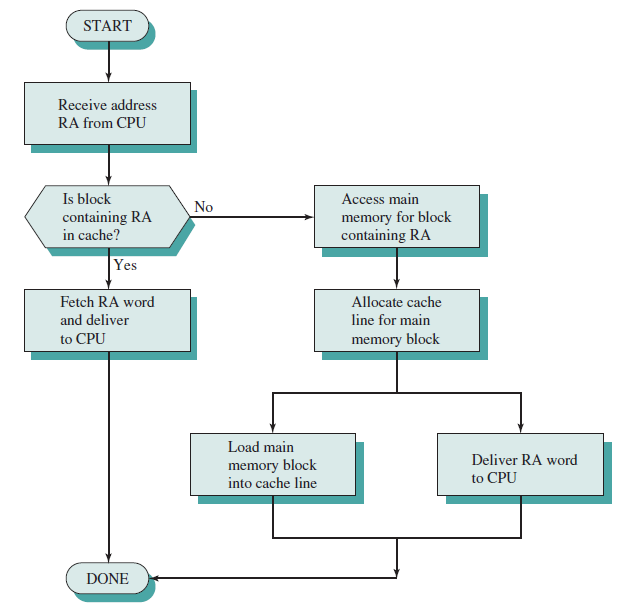 START
Receive address
RA from CPU
Is block
containing RA
in cache?
No
Access main
memory for block
containing RA
Yes
Fetch RA word
and deliver
to CPU
Allocate cache
line for main
memory block
Load main
memory block
into cache line
Deliver RA word
to CPU
DONE